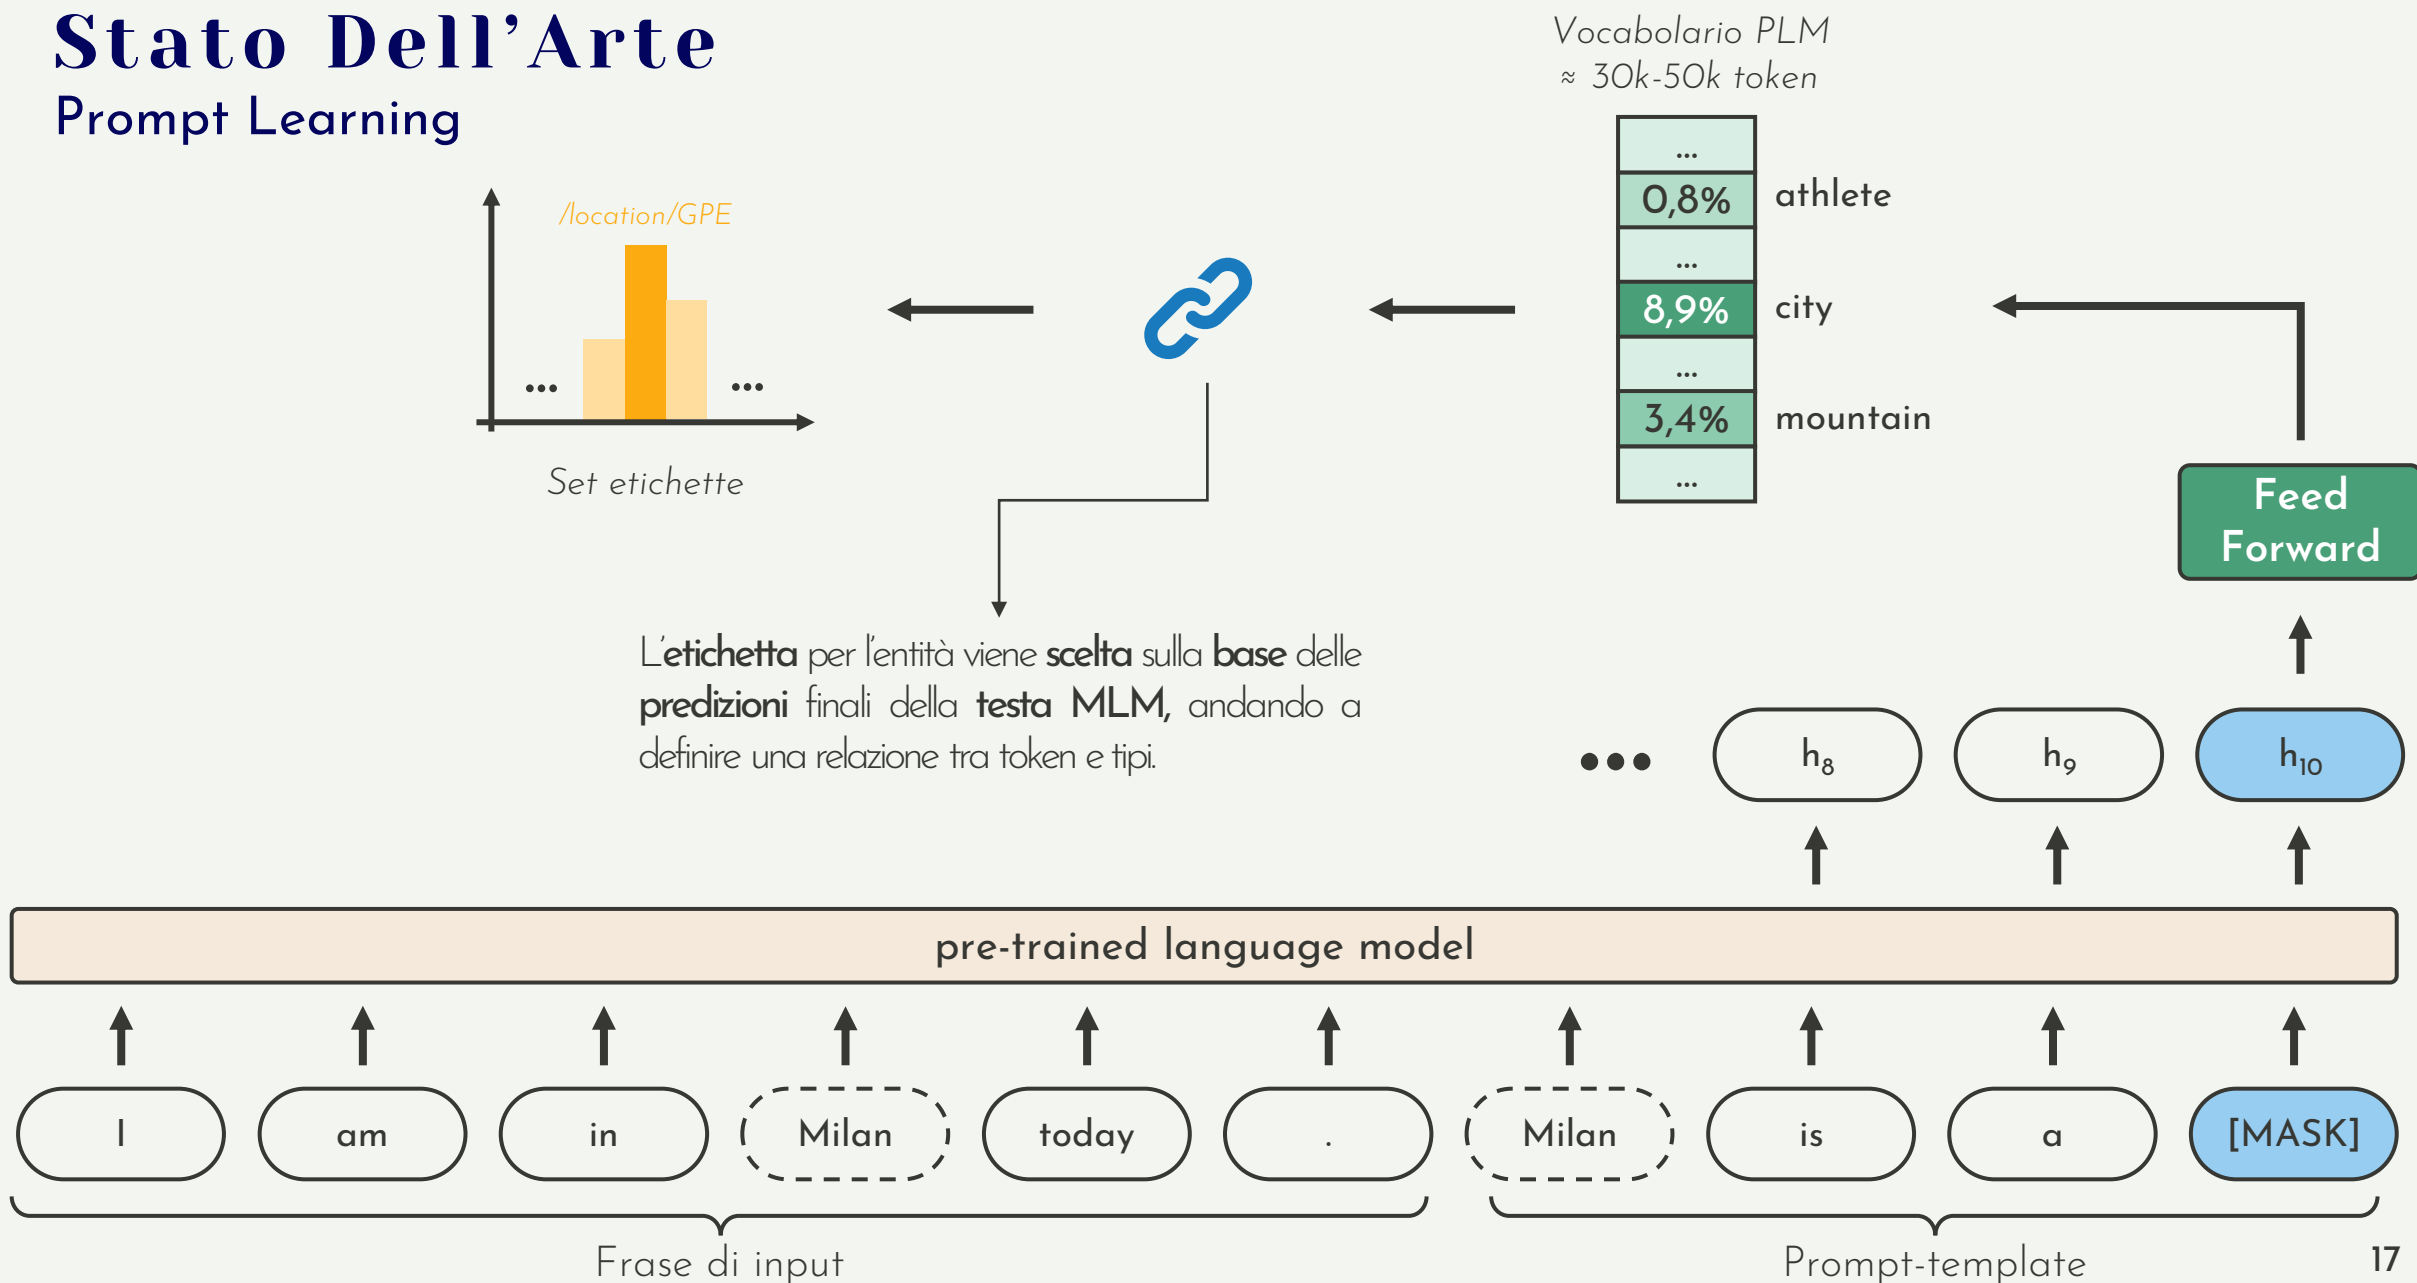 Stato Dell'Arte
Prompt Learning
Vocabolario PLM
≈ 30k-50k token
...
0,8% athlete
...
8,9% city
...
3,4% mountain
...
/location/GPE
... ...
Set etichette
Feed
Forward
L'etichetta per l'entità viene scelta sulla base delle
predizioni finali della testa MLM, andando a
definire una relazione tra token e tipi.
... h₈ h₉ h₁₀
pre-trained language model
I am in Milan today . Milan is a [MASK]
Frase di input Prompt-template
17